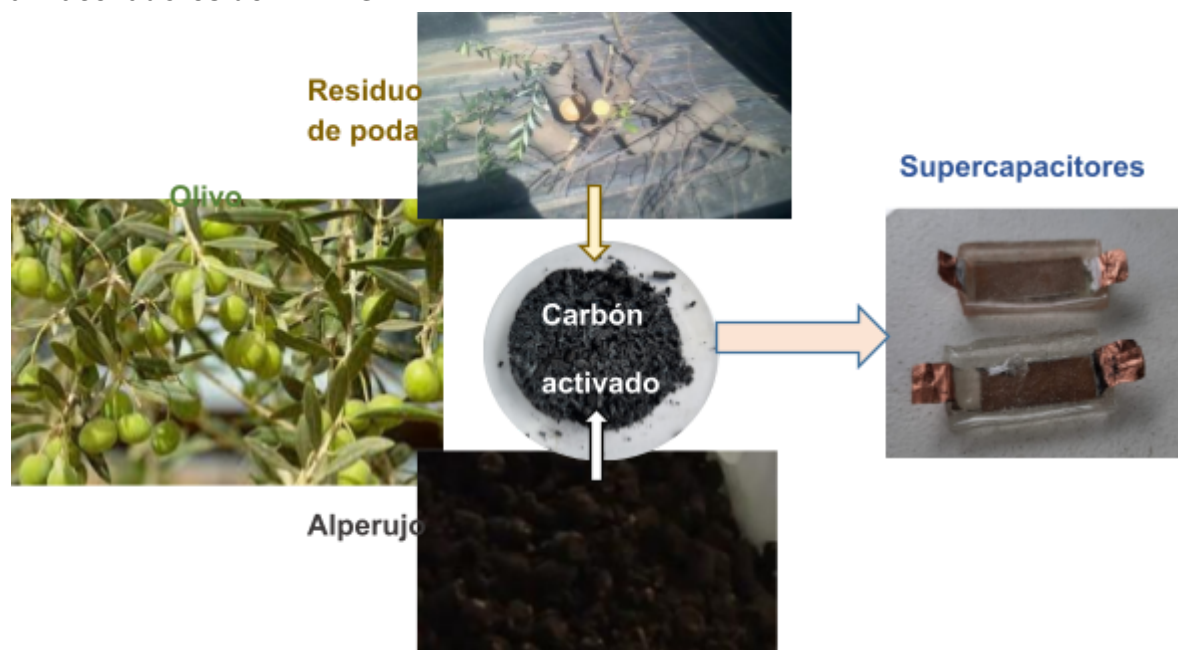 Residuo
de poda
Olivo
Supercapacitores
Carbón
activado
Alperujo